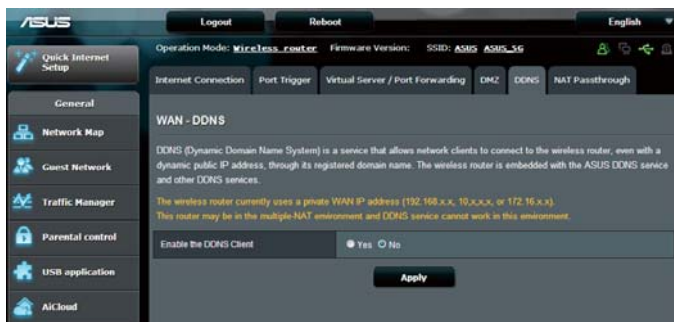 ASUS
Logout
Reboot
English
Quick Internet
Setup
Operation Mode: Wireless router Firmware Version: SSID: ASUS ASUS_5G
Internet Connection
Port Trigger
Virtual Server / Port Forwarding
DMZ
DDNS
NAT Passthrough
General
Network Map
Guest Network
Traffic Manager
Parental control
USB application
AiCloud
WAN - DDNS
DDNS (Dynamic Domain Name System) is a service that allows network clients to connect to the wireless router, even with a
dynamic public IP address, through its registered domain name. The wireless router is embedded with the ASUS DDNS service
and other DDNS services.
The wireless router currently uses a private WAN IP address (192.168.x.x, 10,x,x,x, or 172.16.x.x).
This router may be in the multiple-NAT environment and DDNS service cannot work in this environment.
Enable the DDNS Client
Yes No
Apply